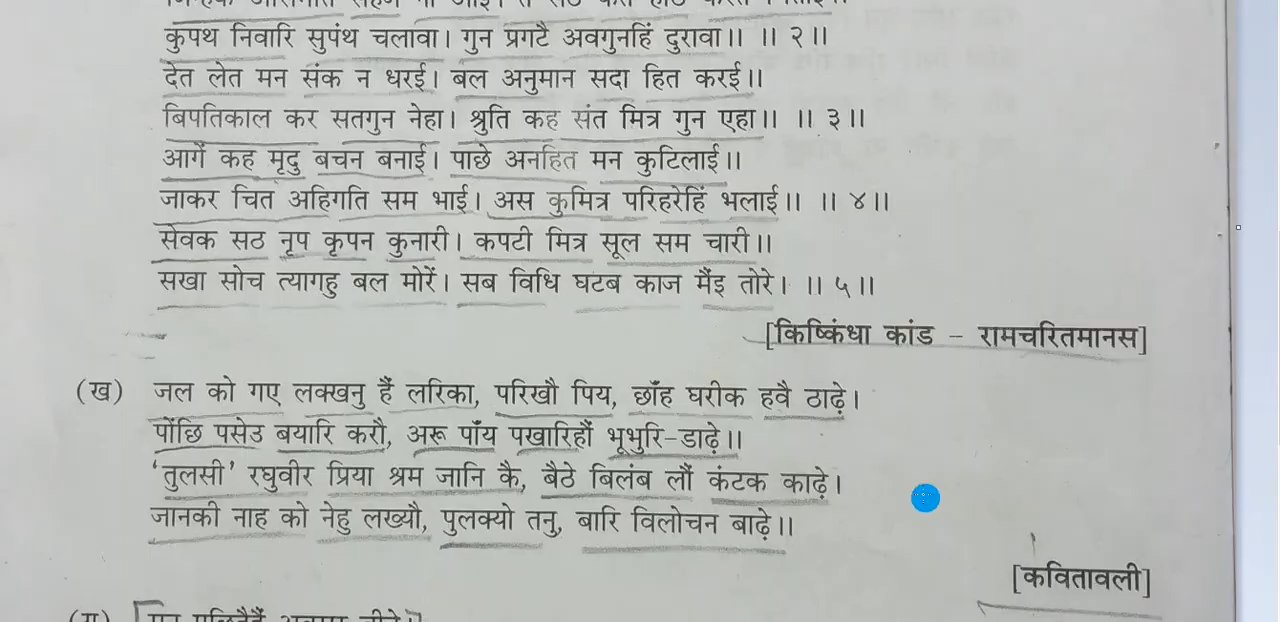 कुपथ निवारि सुपंथ चलावा। गुन प्रगटै अवगुनहिं दुरावा।। ।। २।।
देत लेत मन संक न धरई। बल अनुमान सदा हित करई।।
बिपतिकाल कर सतगुन नेहा। श्रुति कह संत मित्र गुन एहा।। ।। ३।।
आगें कह मृदु बचन बनाई। पाछे अनहित मन कुटिलाई।।
जाकर चित अहिगति सम भाई। अस कुमित्र परिहरेहिं भलाई।। ।। ४।।
सेवक सठ नृप कृपन कुनारी। कपटी मित्र सूल सम चारी।।
सखा सोच त्यागहु बल मोरें। सब विधि घटब काज मैंइ तोरे। ।। ५।।
[किष्किंधा कांड – रामचरितमानस]
(ख) जल को गए लक्खनु हैं लरिका, परिखौ पिय, छाँह घरीक हवै ठाढ़े।
पोंछि पसेउ बयारि करौ, अरू पाँय पखारिहौं भूभुरि-डाढ़े।।
'तुलसी' रघुवीर प्रिया श्रम जानि कै, बैठे बिलंब लौं कंटक काढ़े।
जानकी नाह को नेहु लख्यौ, पुलक्यो तनु, बारि विलोचन बाढ़े।।
[कवितावली]